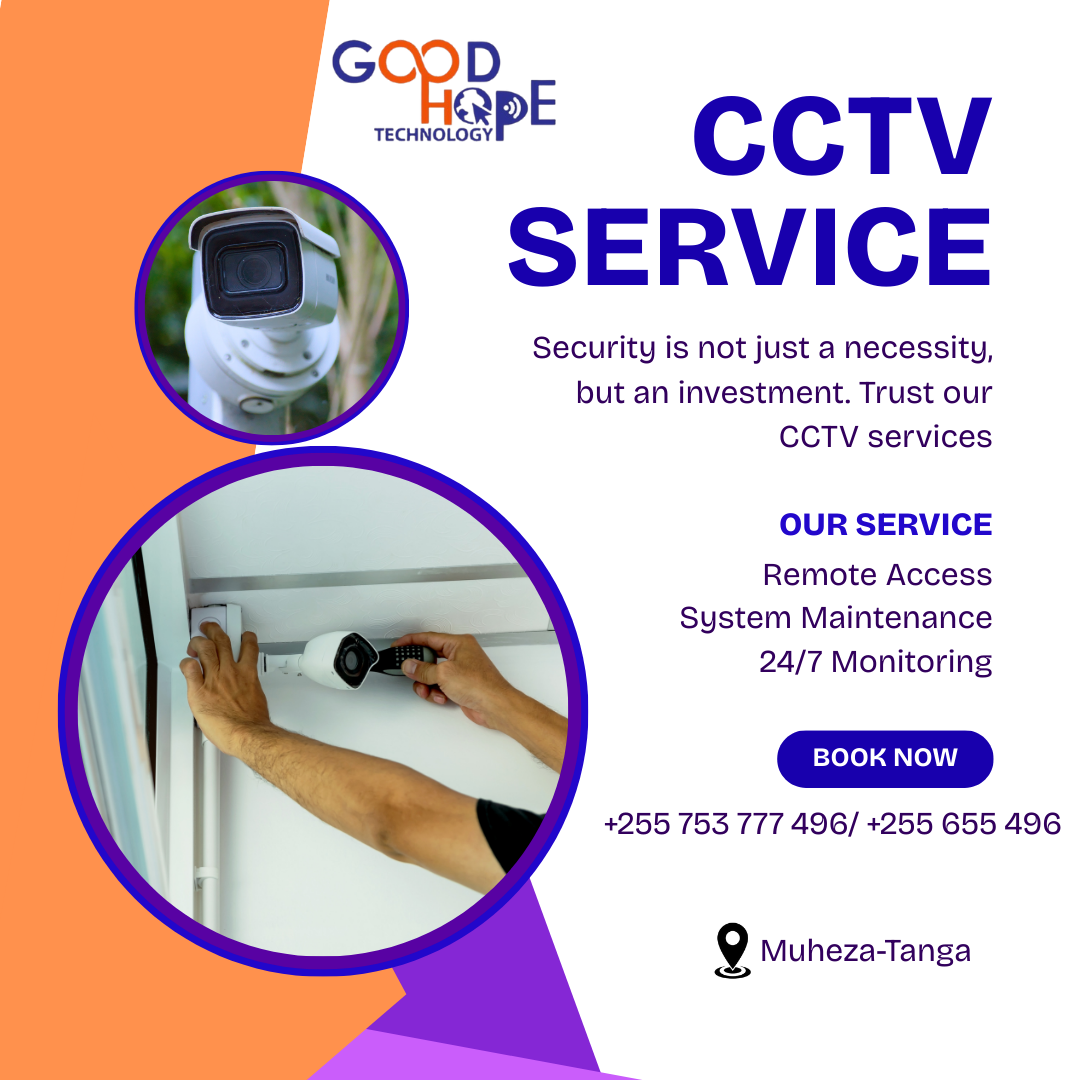 GOOD
HOPE
TECHNOLOGY
CCTV
SERVICE
Security is not just a necessity,
but an investment. Trust our
CCTV services
OUR SERVICE
Remote Access
System Maintenance
24/7 Monitoring
BOOK NOW
+255 753 777 496/ +255 655 496
Muheza-Tanga